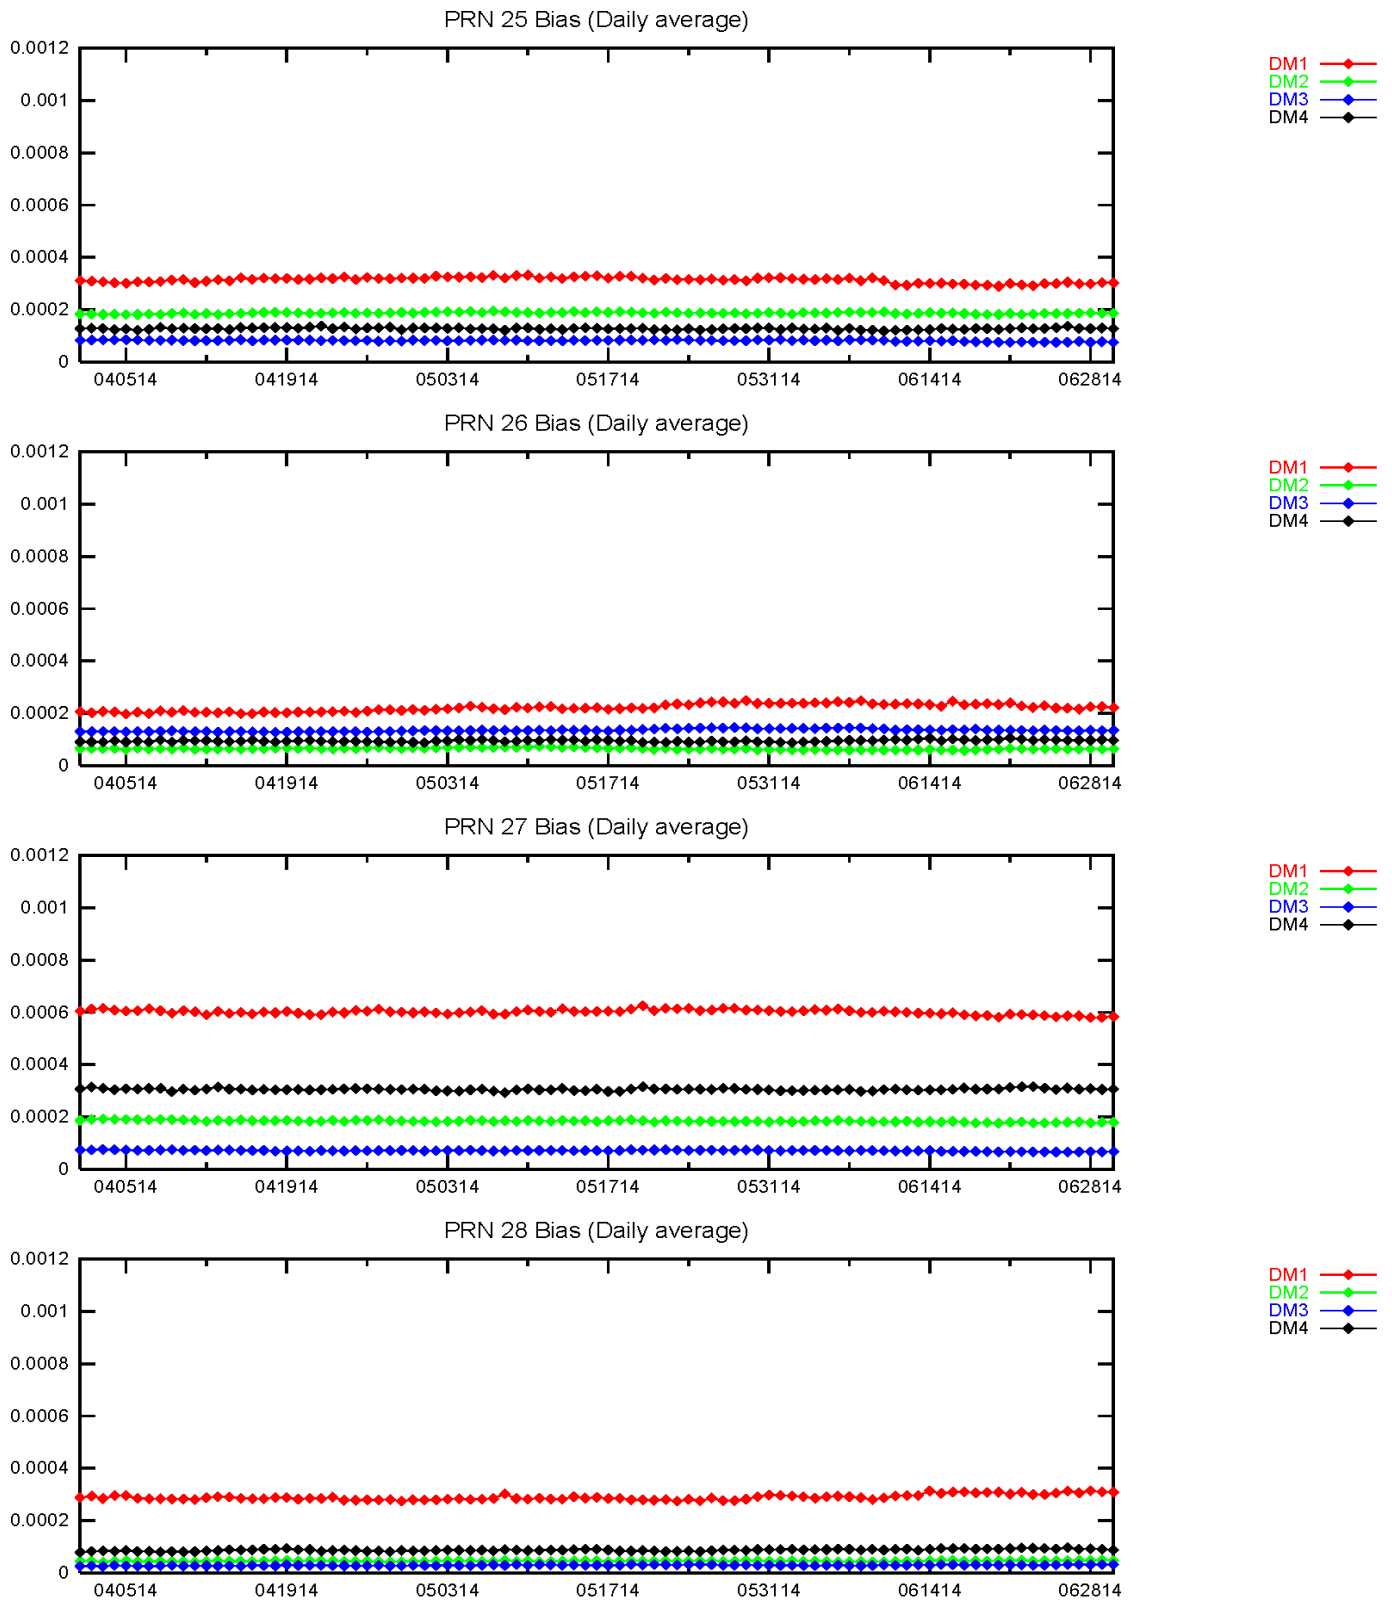 PRN 25 Bias (Daily average)
0.0012
0.001
0.0008
0.0006
0.0004
0.0002
0
040514 041914 050314 051714 053114 061414 062814
DM1
DM2
DM3
DM4
PRN 26 Bias (Daily average)
0.0012
0.001
0.0008
0.0006
0.0004
0.0002
0
040514 041914 050314 051714 053114 061414 062814
DM1
DM2
DM3
DM4
PRN 27 Bias (Daily average)
0.0012
0.001
0.0008
0.0006
0.0004
0.0002
0
040514 041914 050314 051714 053114 061414 062814
DM1
DM2
DM3
DM4
PRN 28 Bias (Daily average)
0.0012
0.001
0.0008
0.0006
0.0004
0.0002
0
040514 041914 050314 051714 053114 061414 062814
DM1
DM2
DM3
DM4